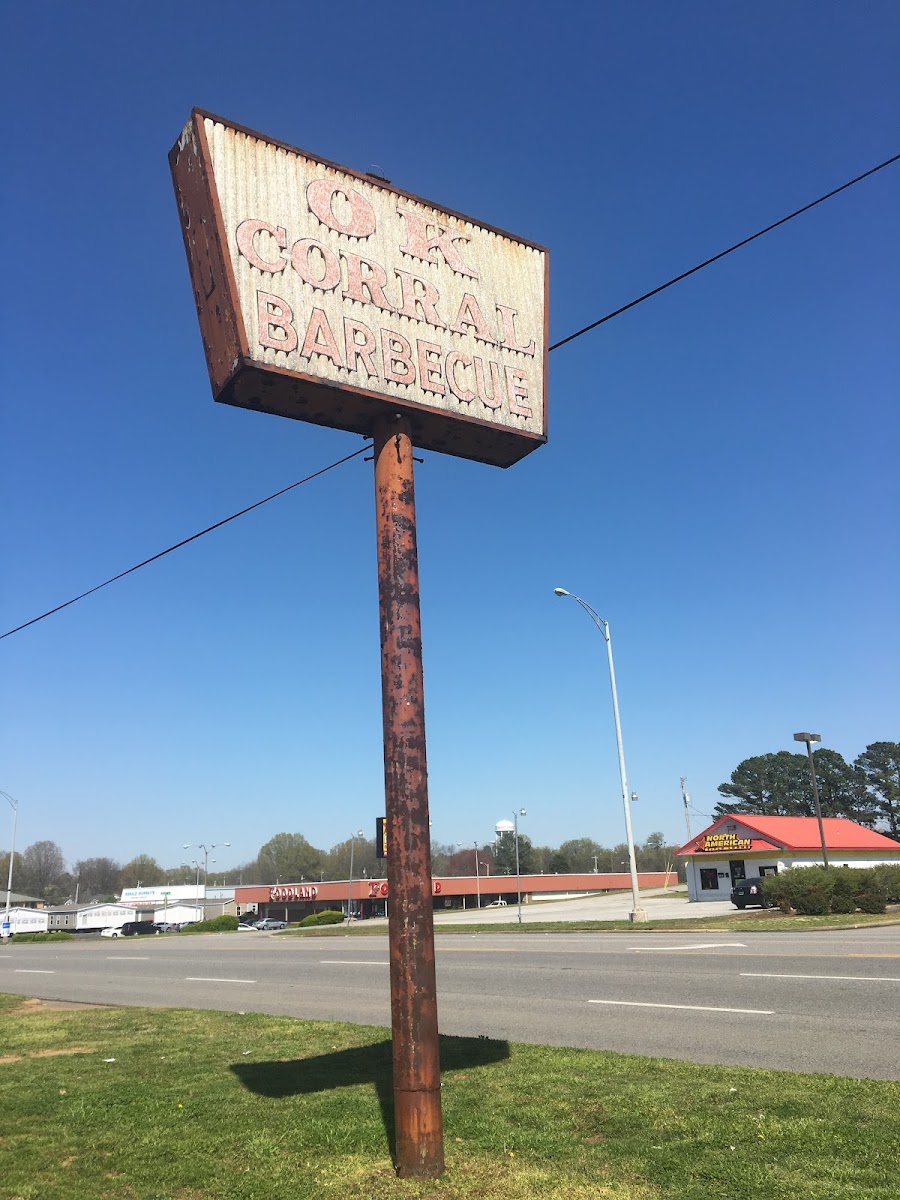 OK
CORRAL
BARBECUE
NORTH
AMERICAN
FOODLAND